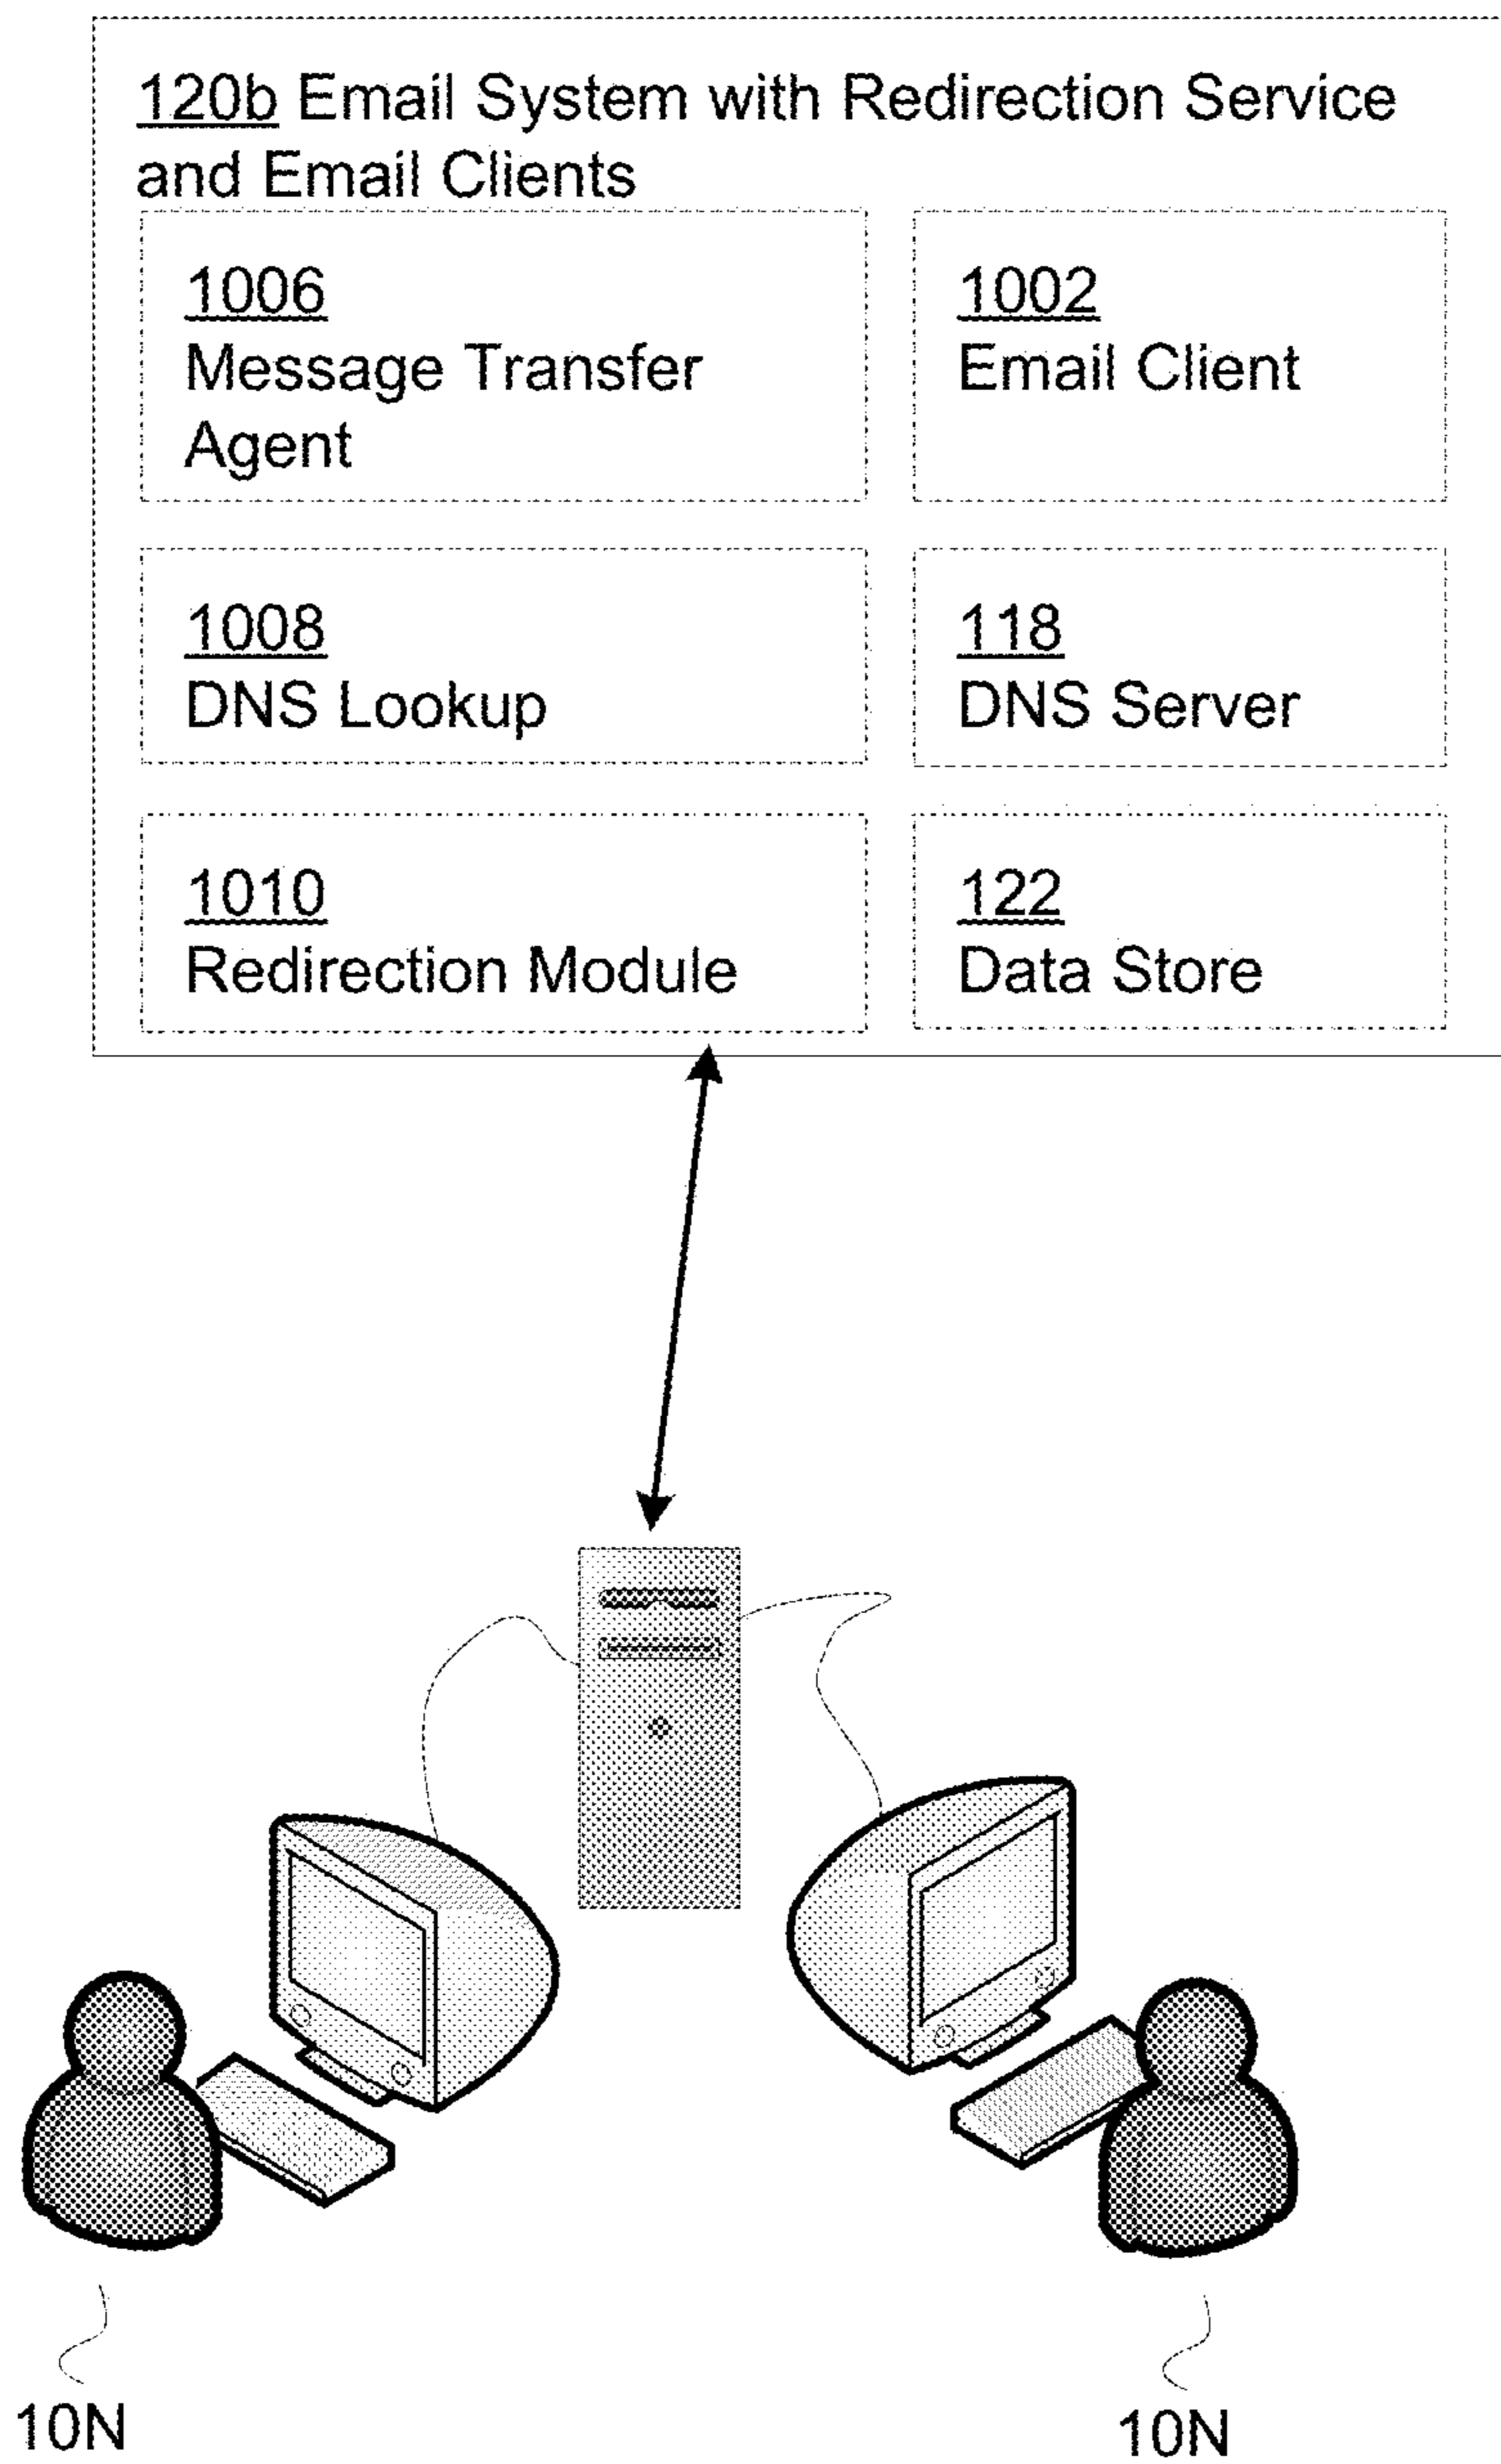 120b Email System with Redirection Service
and Email Clients
1006
Message Transfer
Agent
1002
Email Client
1008
DNS Lookup
118
DNS Server
1010
Redirection Module
122
Data Store
10N
10N